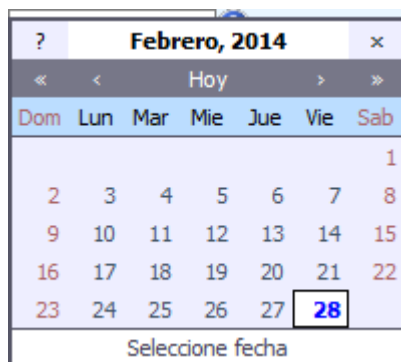 ? Febrero, 2014 ×
« ‹ Hoy › »
Dom Lun Mar Mie Jue Vie Sab
1
2 3 4 5 6 7 8
9 10 11 12 13 14 15
16 17 18 19 20 21 22
23 24 25 26 27 28
Seleccione fecha